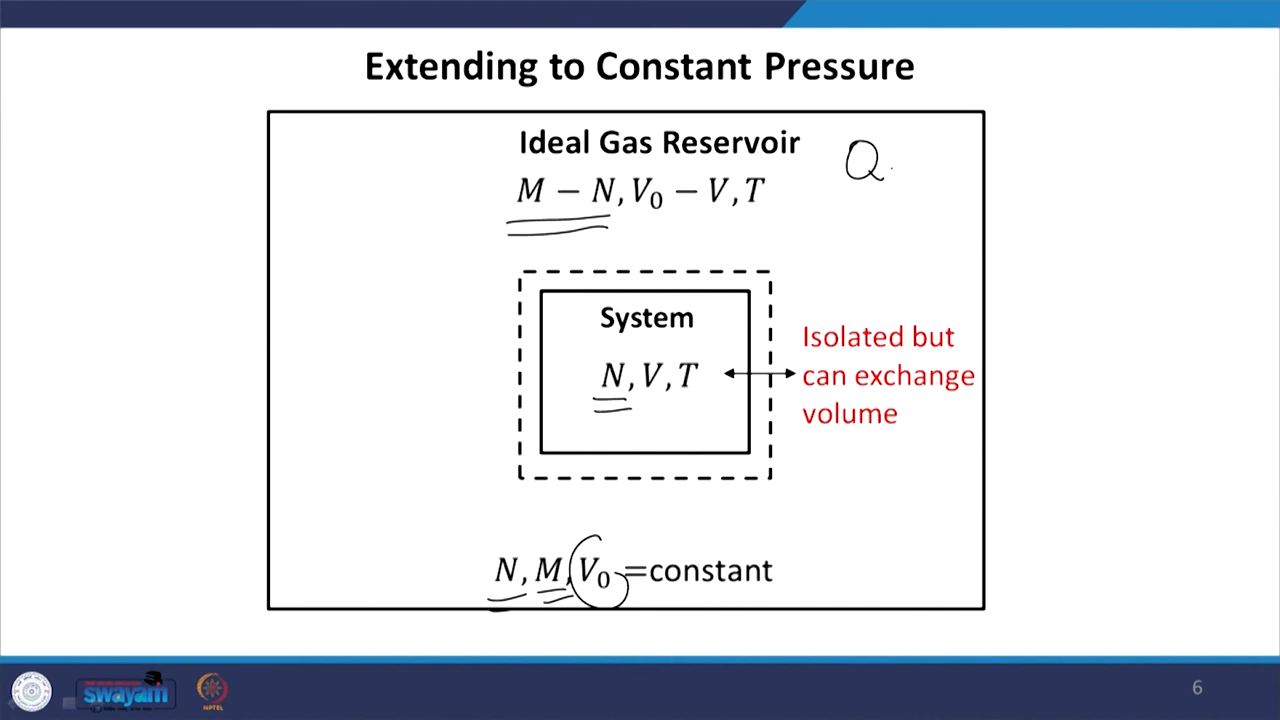 Extending to Constant Pressure
Ideal Gas Reservoir
Q
M − N, V₀ − V, T
System
N, V, T
Isolated but
can exchange
volume
N, M, V₀ =constant
swayam
NPTEL
6